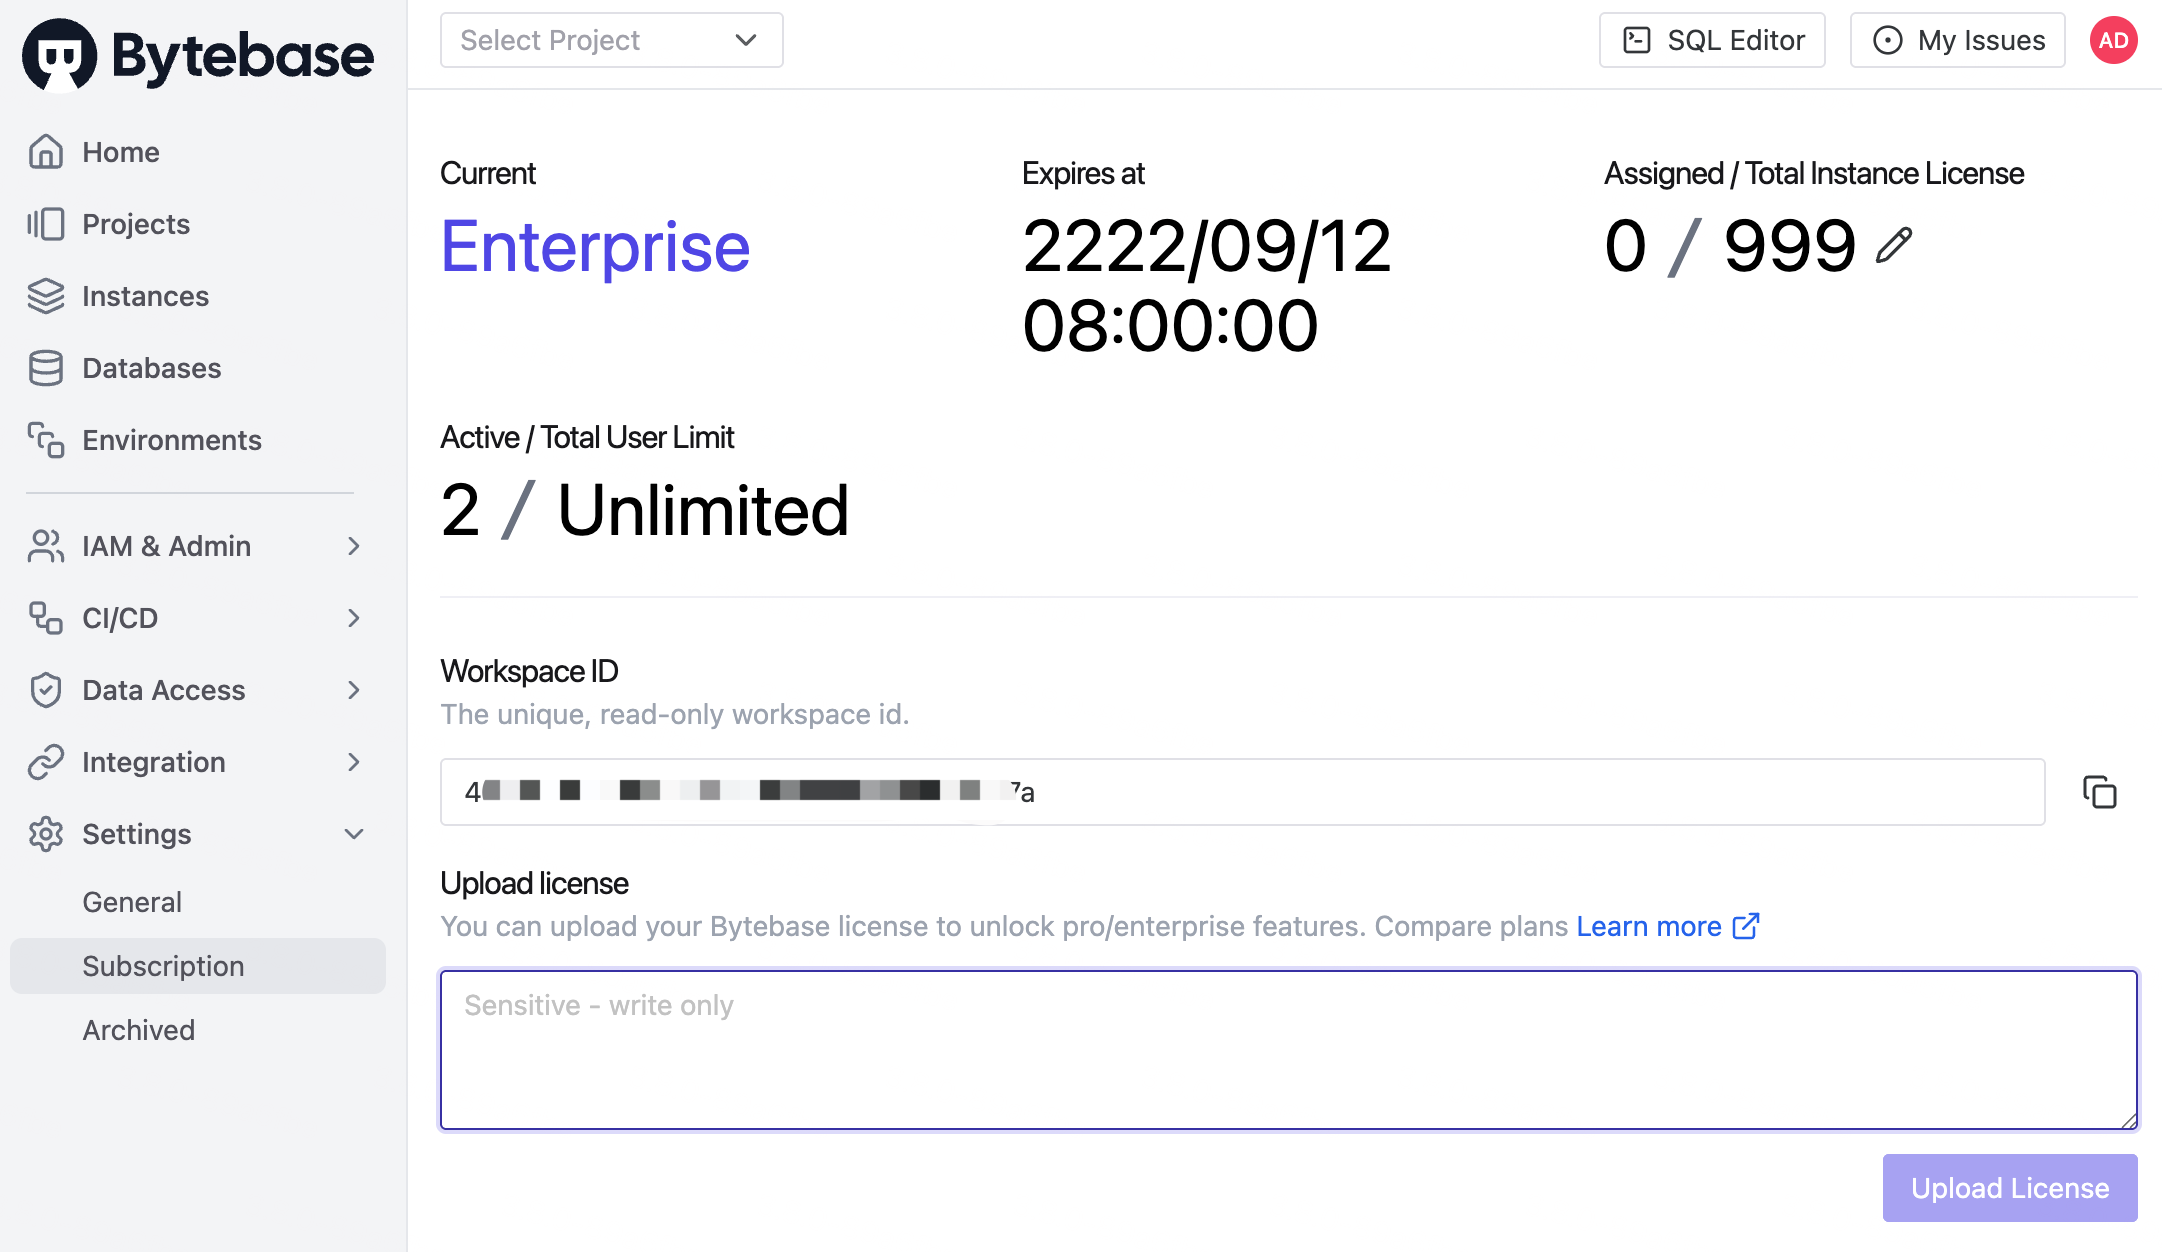 Bytebase
Home
Projects
Instances
Databases
Environments
IAM & Admin
CI/CD
Data Access
Integration
Settings
General
Subscription
Archived
Select Project
SQL Editor
My Issues
AD
Current
Enterprise
Expires at
2222/09/12
08:00:00
Assigned / Total Instance License
0 / 999
Active / Total User Limit
2 / Unlimited
Workspace ID
The unique, read-only workspace id.
4
7a
Upload license
You can upload your Bytebase license to unlock pro/enterprise features. Compare plans Learn more
Sensitive - write only
Upload License